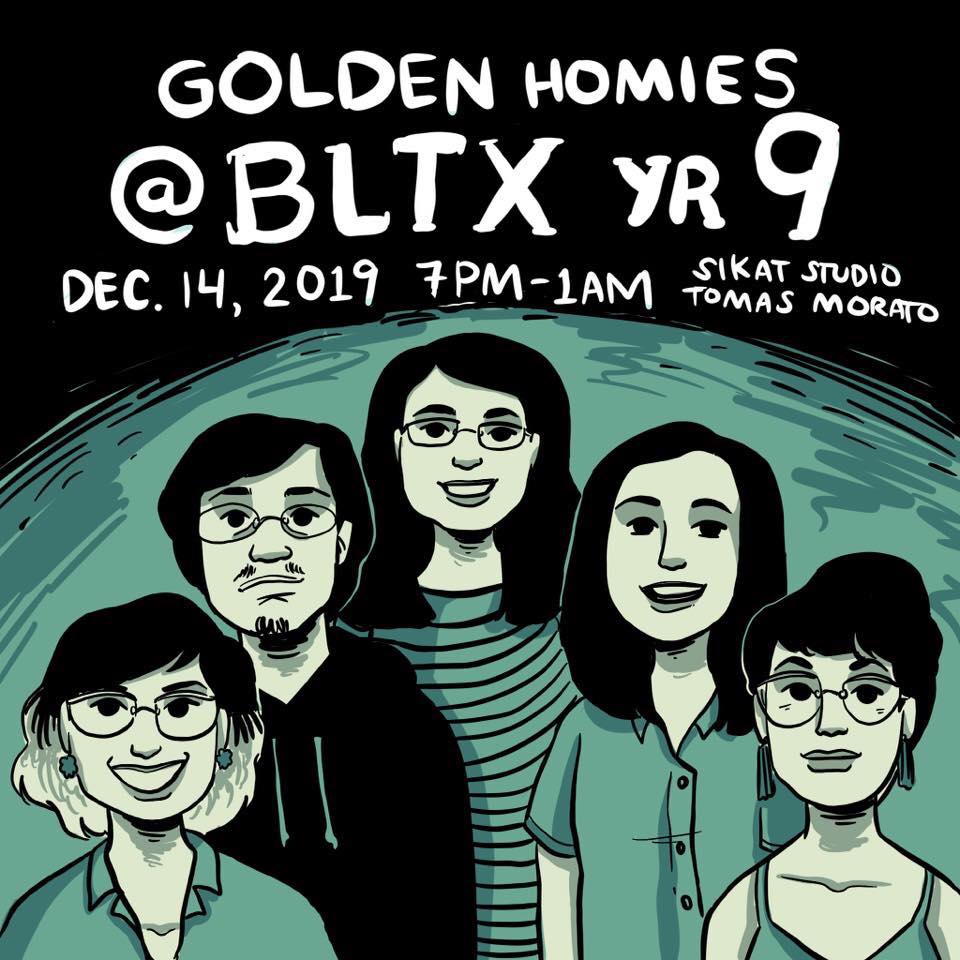 GOLDEN HOMIES
@BLTX YR 9
DEC. 14, 2019 7PM-1AM SIKAT STUDIO
TOMAS MORATO